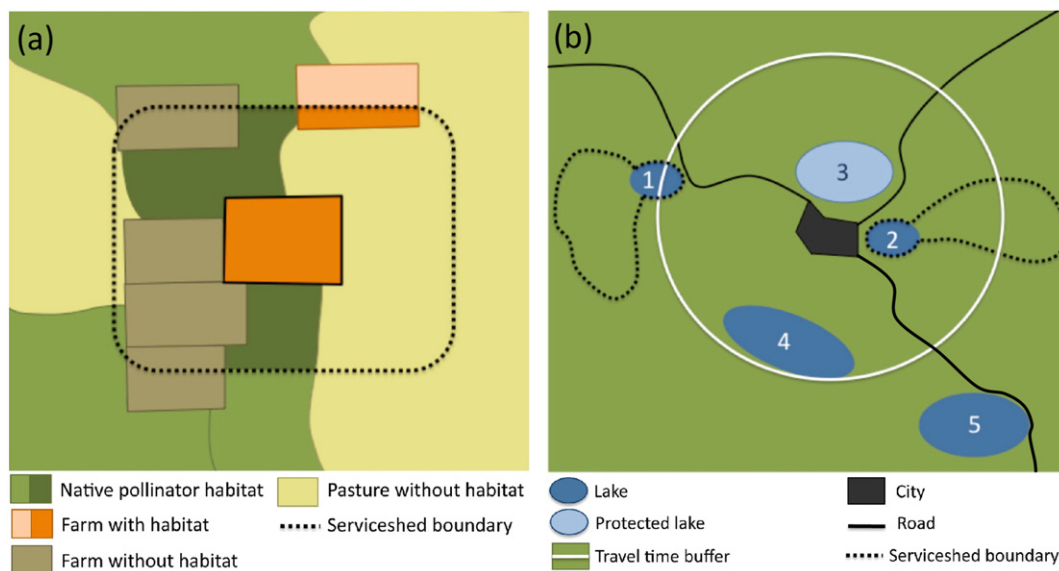 (a)
(b)
1
3
2
4
5
Native pollinator habitat
Pasture without habitat
Farm with habitat
Serviceshed boundary
Farm without habitat
Lake
City
Protected lake
Road
Travel time buffer
Serviceshed boundary